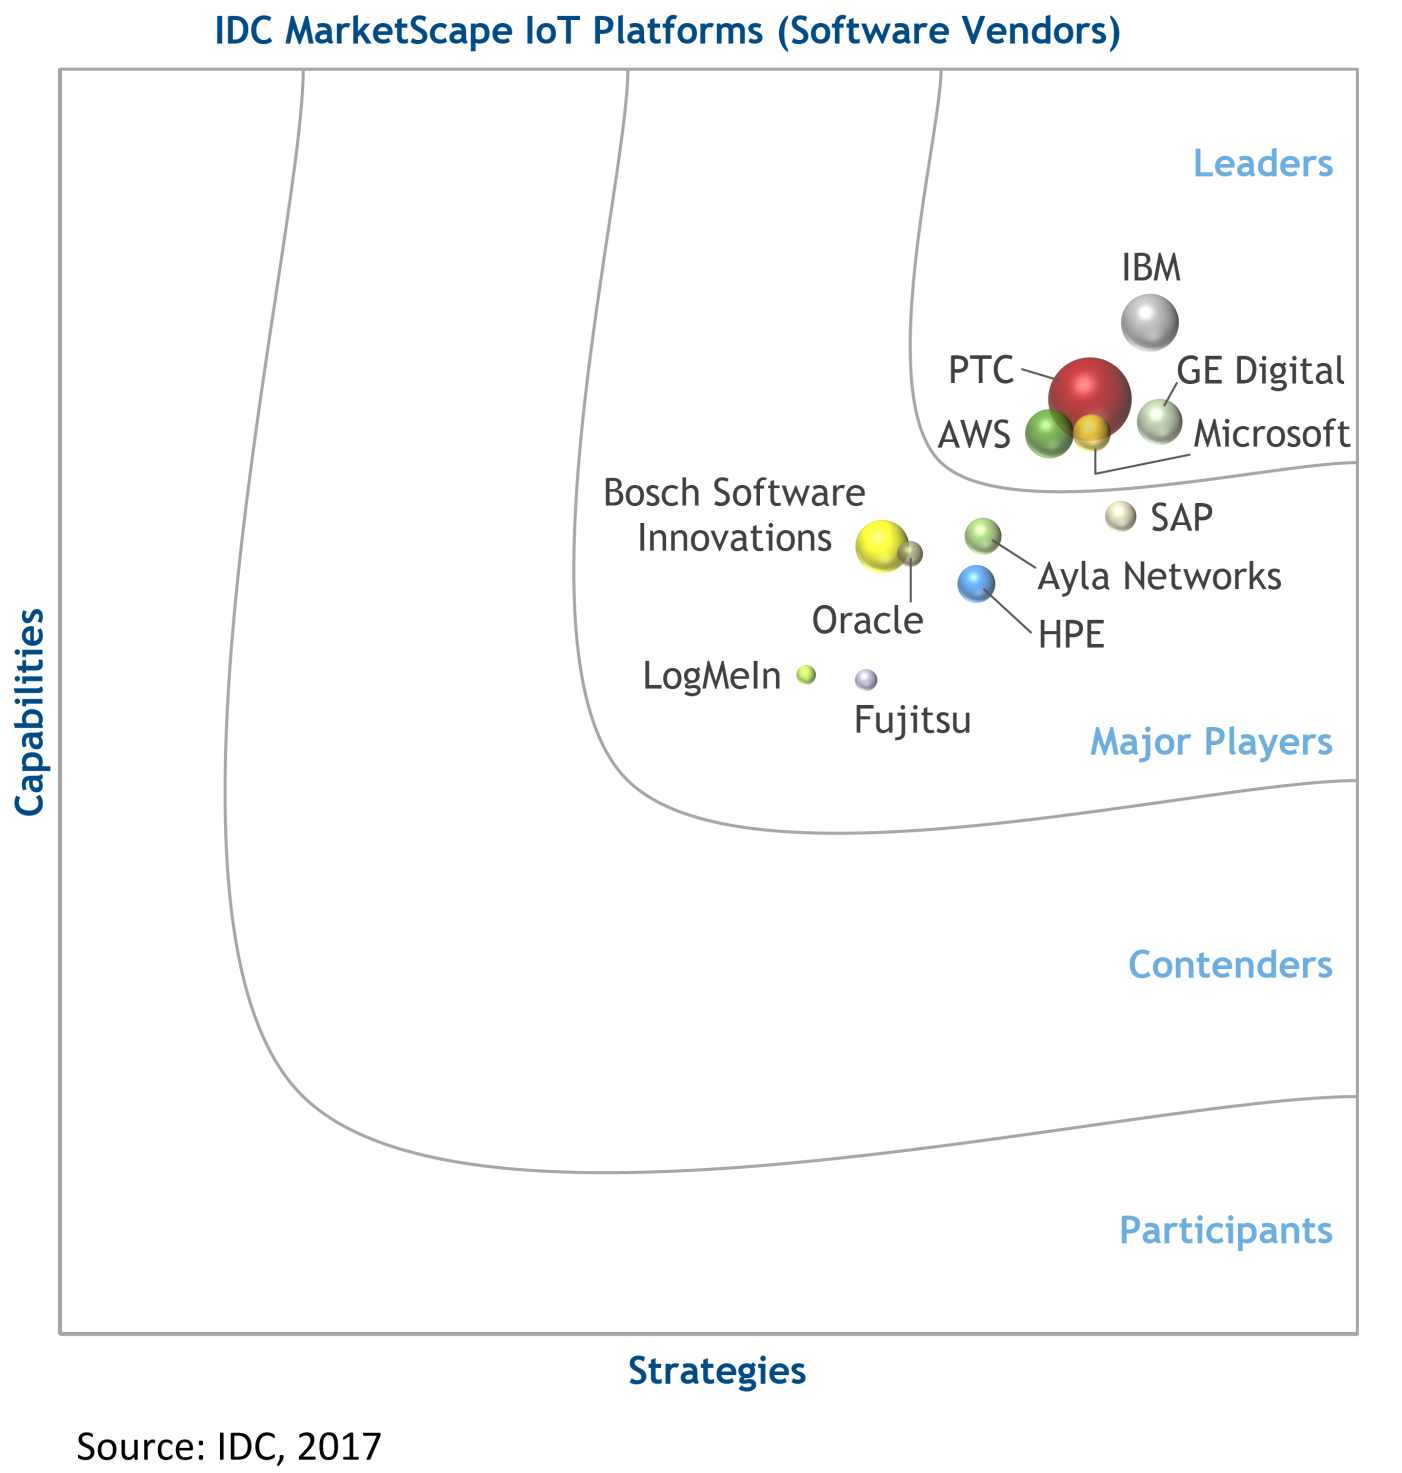 IDC MarketScape IoT Platforms (Software Vendors)
Leaders
IBM
PTC
GE Digital
AWS
Microsoft
Bosch Software
Innovations
SAP
Ayla Networks
Oracle
HPE
LogMeIn
Fujitsu
Major Players
Capabilities
Contenders
Participants
Strategies
Source: IDC, 2017